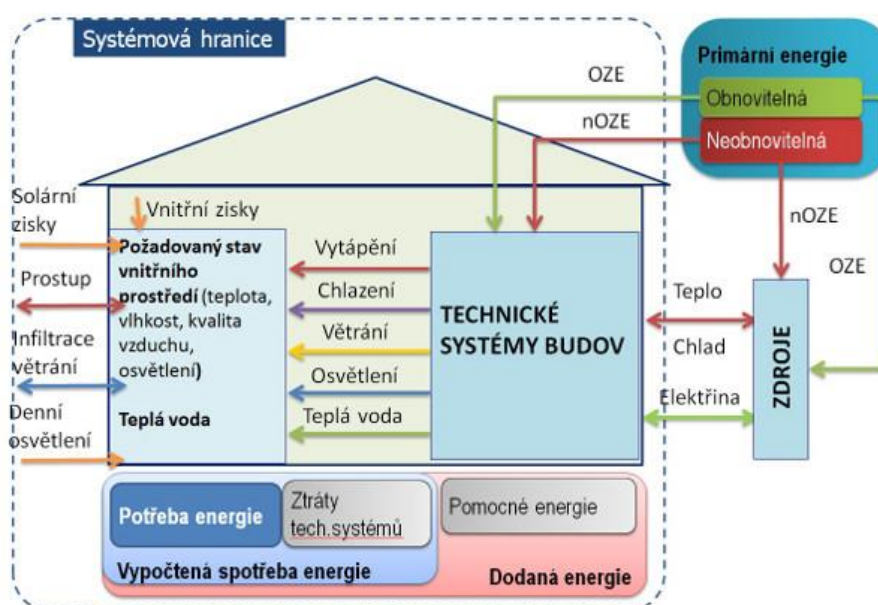 Systémová hranice
Primární energie
Obnovitelná
Neobnovitelná
OZE
nOZE
nOZE
OZE
Solární
zisky
Prostup
Infiltrace
větrání
Denní
osvětlení
Vnitřní zisky
Požadovaný stav
vnitřního
prostředí (teplota,
vlhkost, kvalita
vzduchu,
osvětlení)
Teplá voda
Vytápění
Chlazení
Větrání
Osvětlení
Teplá voda
TECHNICKÉ
SYSTÉMY BUDOV
Teplo
Chlad
Elektřina
ZDROJE
Potřeba energie
Ztráty
tech.systémů
Pomocné energie
Vypočtená spotřeba energie
Dodaná energie